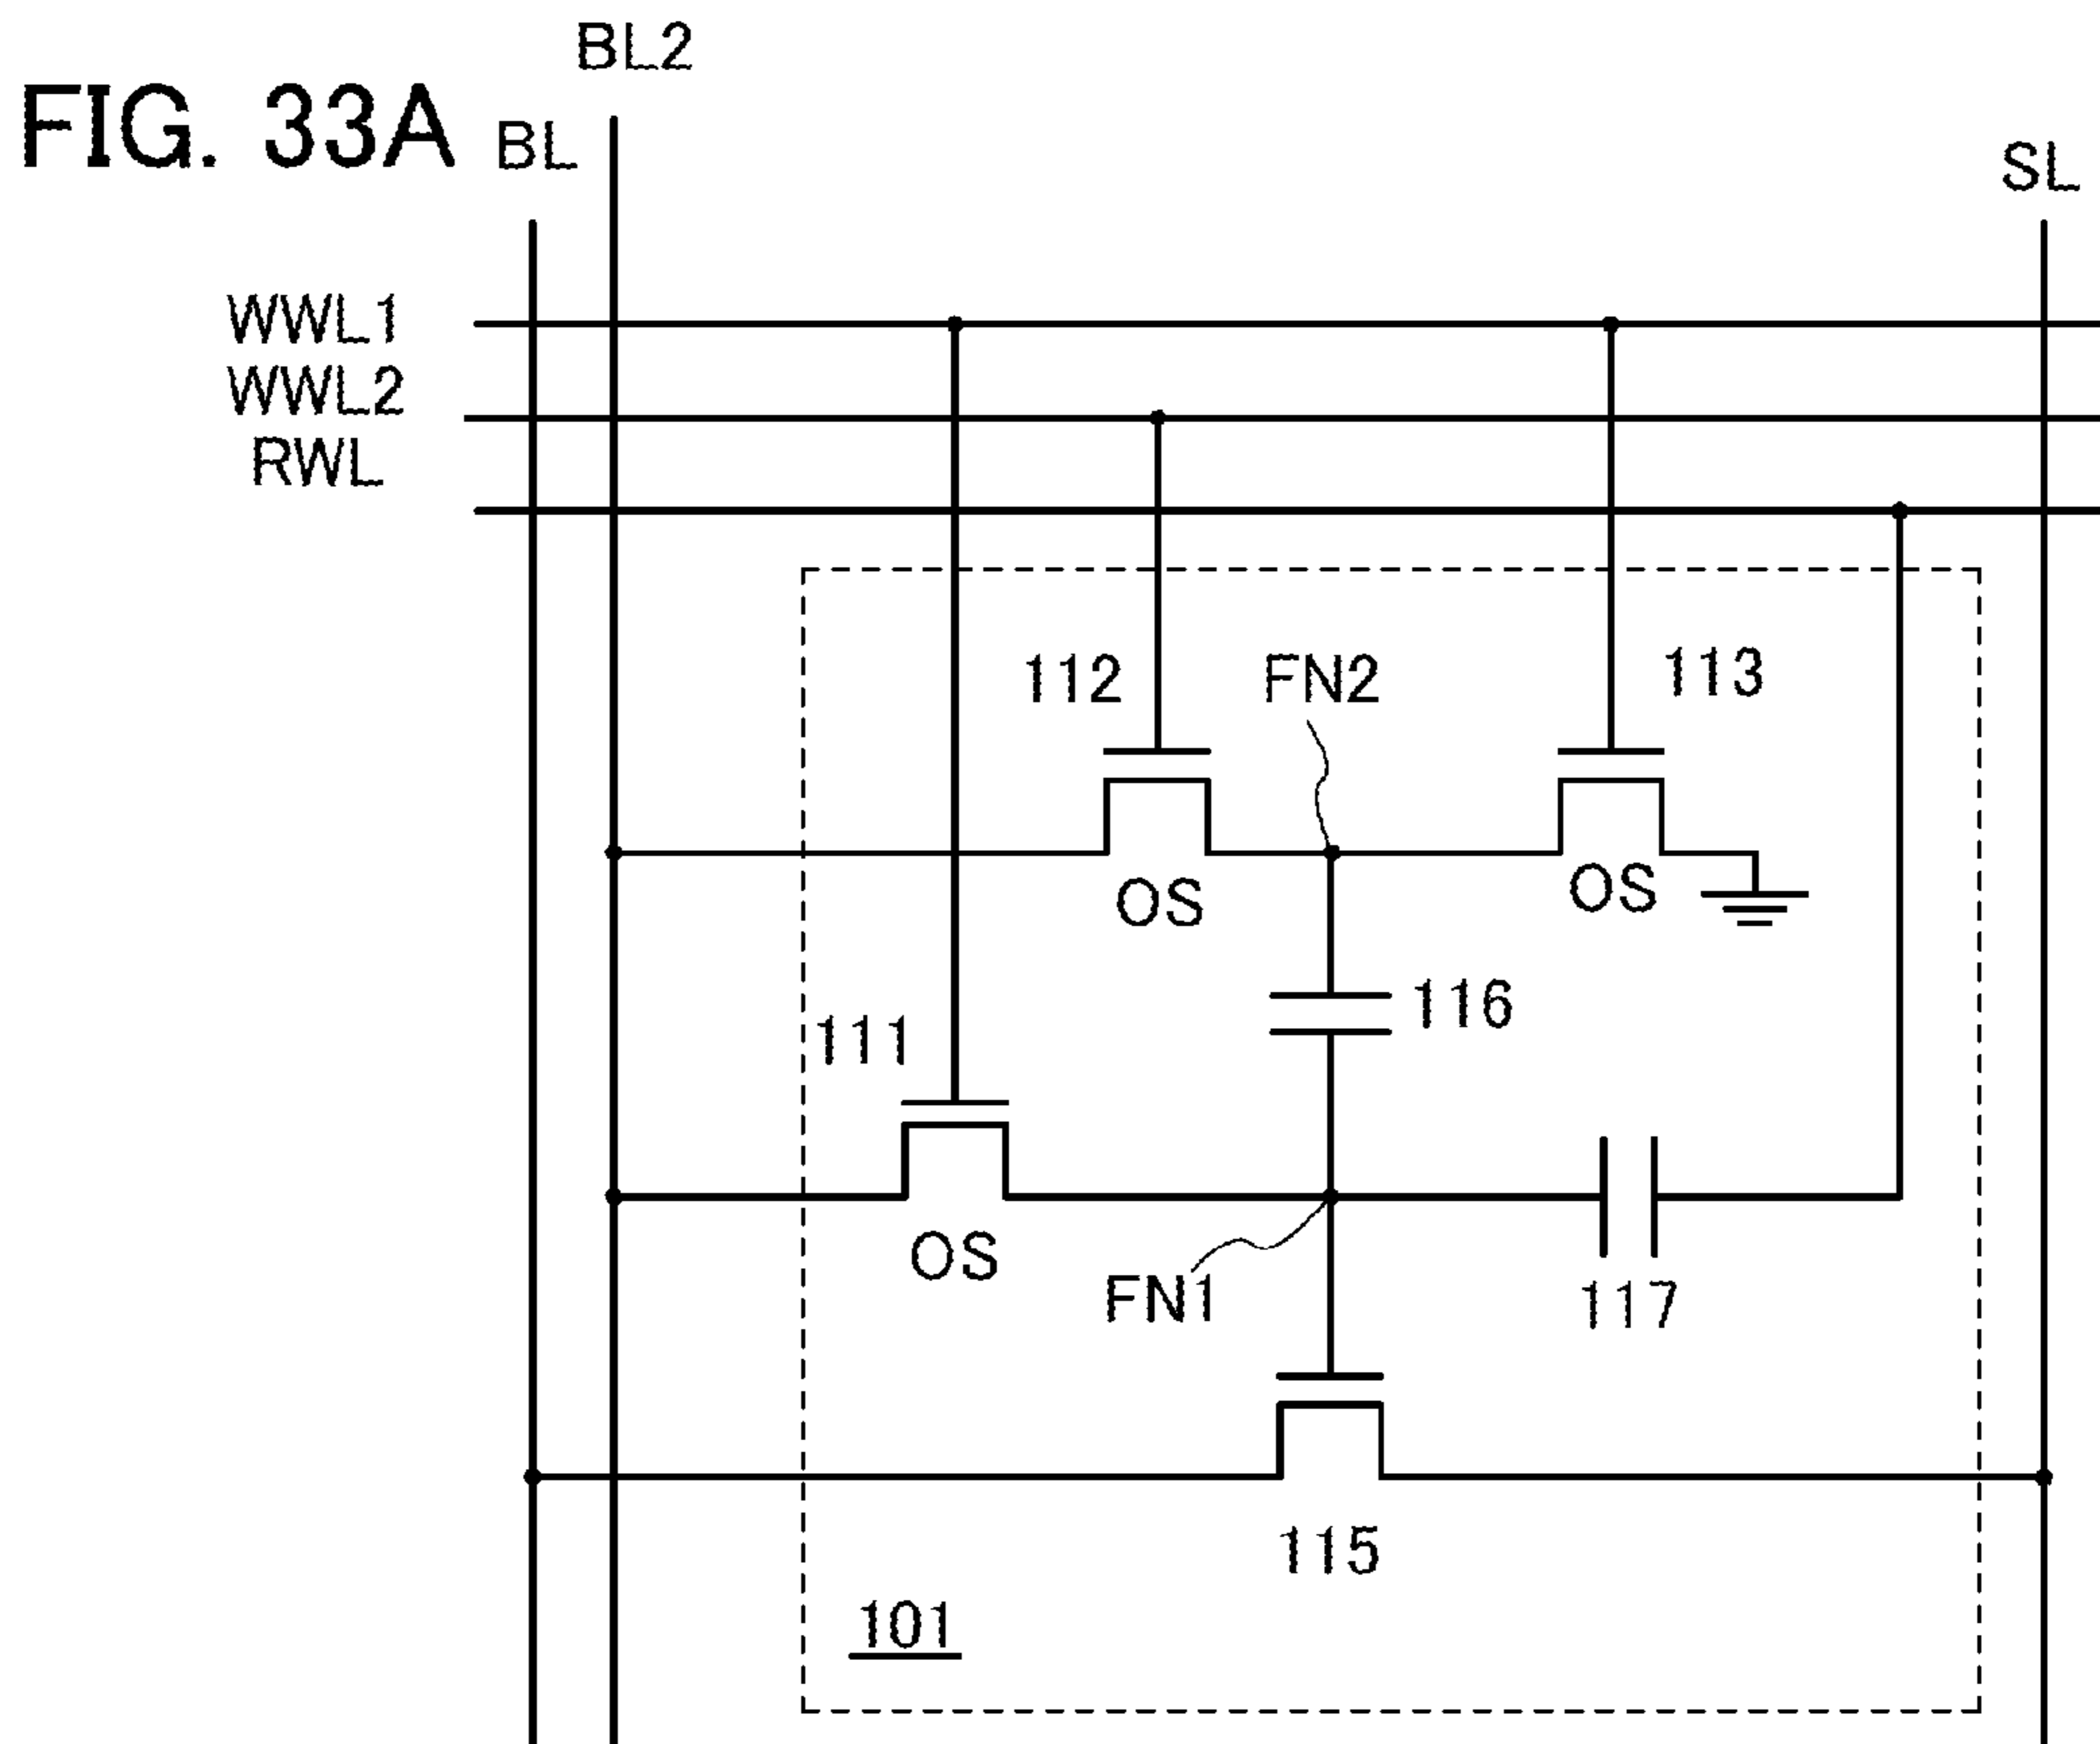 BL2
FIG. 33A
BL
SL
WWL1
WWL2
RWL
112
FN2
113
OS
OS
116
111
OS
FN1
117
115
101